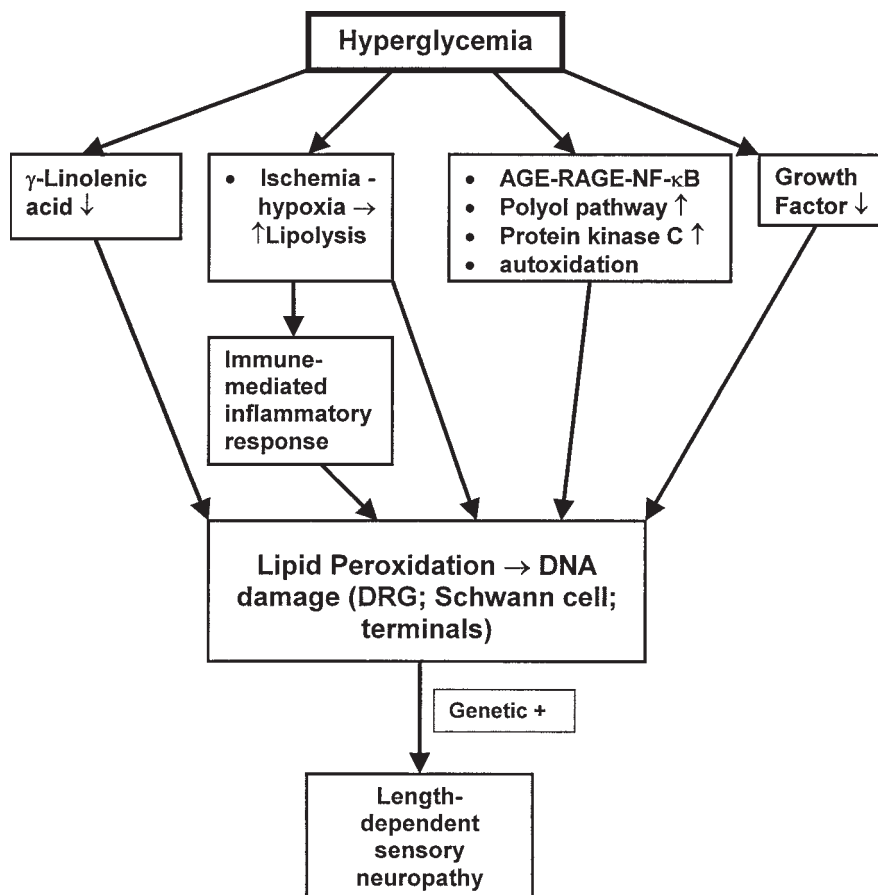 Hyperglycemia
γ-Linolenic
acid ↓
• Ischemia -
hypoxia →
↑Lipolysis
• AGE-RAGE-NF-κB
• Polyol pathway ↑
• Protein kinase C ↑
• autoxidation
Growth
Factor ↓
Immune-
mediated
inflammatory
response
Lipid Peroxidation → DNA
damage (DRG; Schwann cell;
terminals)
Genetic +
Length-
dependent
sensory
neuropathy